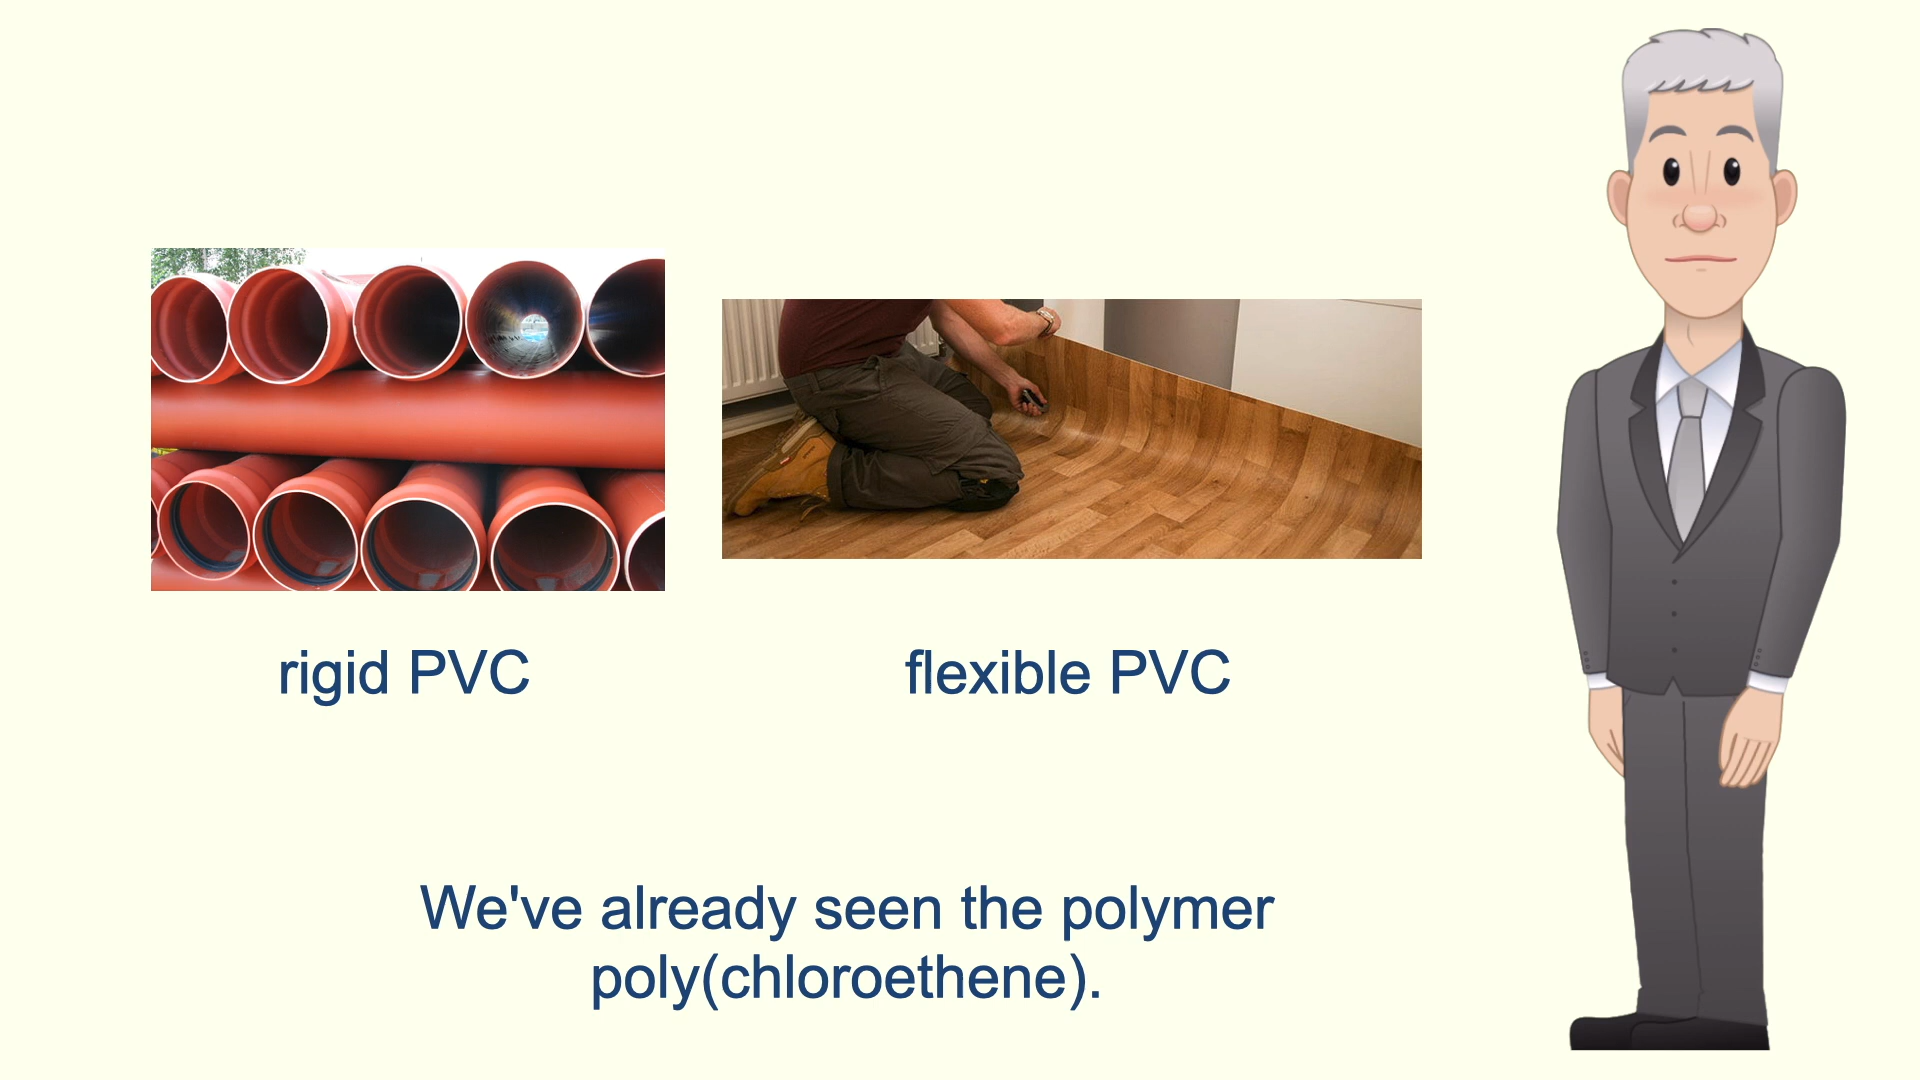 rigid PVC
flexible PVC
We've already seen the polymer
poly(chloroethene).